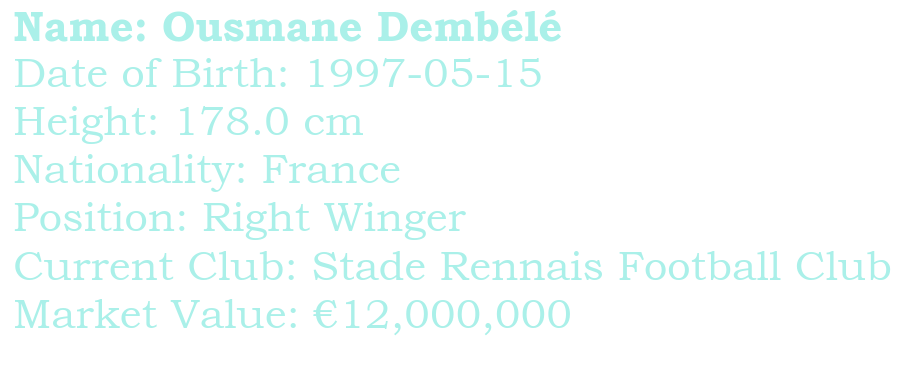 Name: Ousmane Dembélé
Date of Birth: 1997-05-15
Height: 178.0 cm
Nationality: France
Position: Right Winger
Current Club: Stade Rennais Football Club
Market Value: €12,000,000